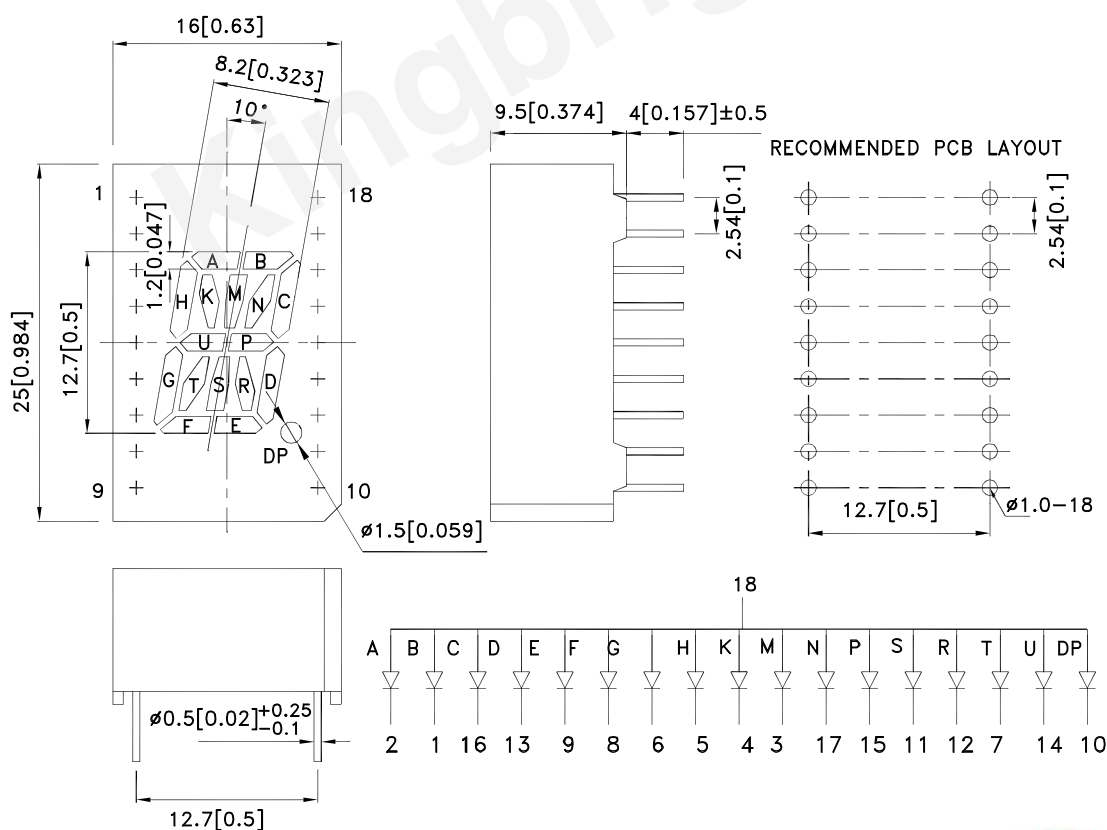 Kingbri
16[0.63]
8.2[0.323]
10°
1
18
1.2[0.047]
12.7[0.5]
25[0.984]
A B
H K M N C
U P
G T S R D
F E
DP
9
10
ø1.5[0.059]
9.5[0.374]
4[0.157]±0.5
2.54[0.1]
RECOMMENDED PCB LAYOUT
2.54[0.1]
12.7[0.5]
ø1.0-18
ø0.5[0.02]+0.25
-0.1
12.7[0.5]
18
A B C D E F G H K M N P S R T U DP
2 1 16 13 9 8 6 5 4 3 17 15 11 12 7 14 10